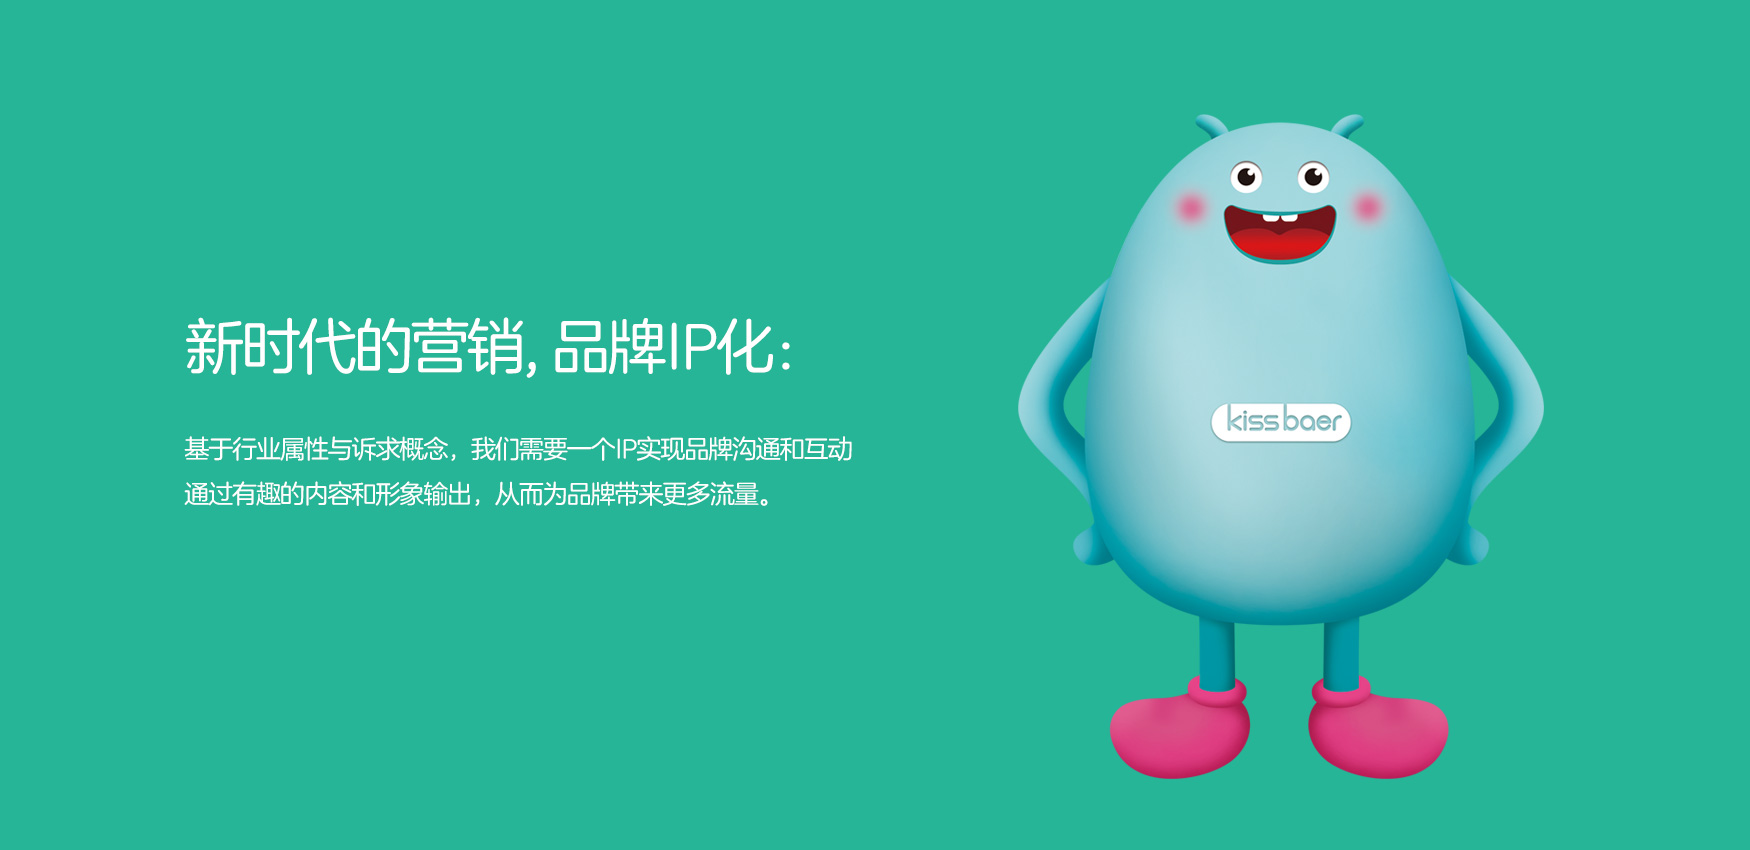 新时代的营销, 品牌IP化:
基于行业属性与诉求概念，我们需要一个IP实现品牌沟通和互动
通过有趣的内容和形象输出，从而为品牌带来更多流量。
kissbaer